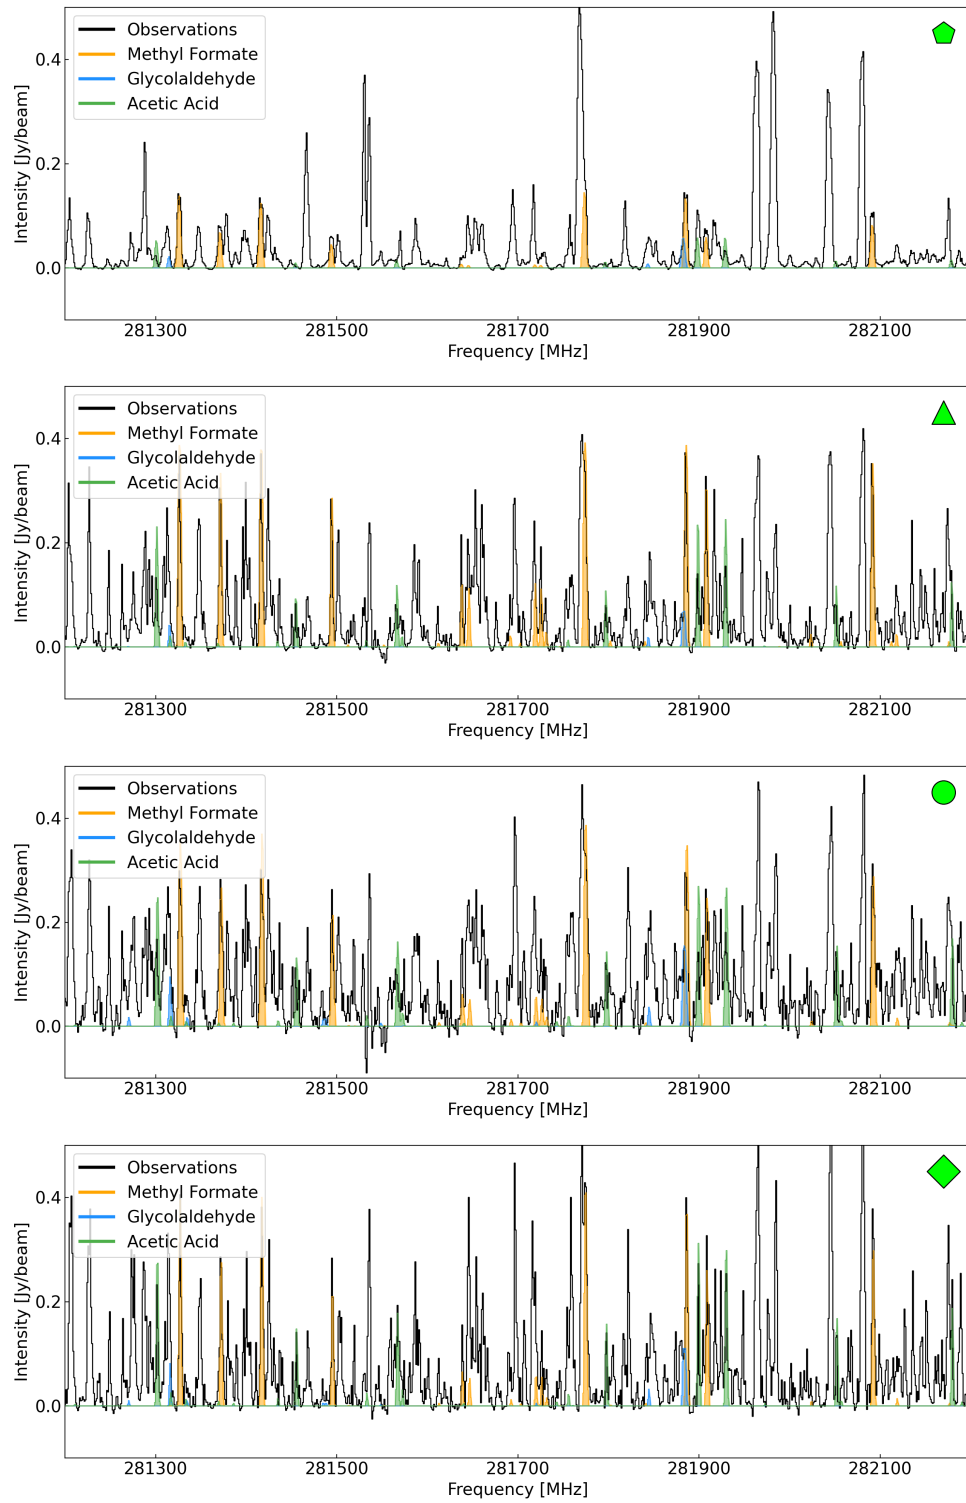 Observations
Methyl Formate
Glycolaldehyde
Acetic Acid
0.4
0.2
0.0
Intensity [Jy/beam]
281300 281500 281700 281900 282100
Frequency [MHz]
Observations
Methyl Formate
Glycolaldehyde
Acetic Acid
0.4
0.2
0.0
Intensity [Jy/beam]
281300 281500 281700 281900 282100
Frequency [MHz]
Observations
Methyl Formate
Glycolaldehyde
Acetic Acid
0.4
0.2
0.0
Intensity [Jy/beam]
281300 281500 281700 281900 282100
Frequency [MHz]
Observations
Methyl Formate
Glycolaldehyde
Acetic Acid
0.4
0.2
0.0
Intensity [Jy/beam]
281300 281500 281700 281900 282100
Frequency [MHz]